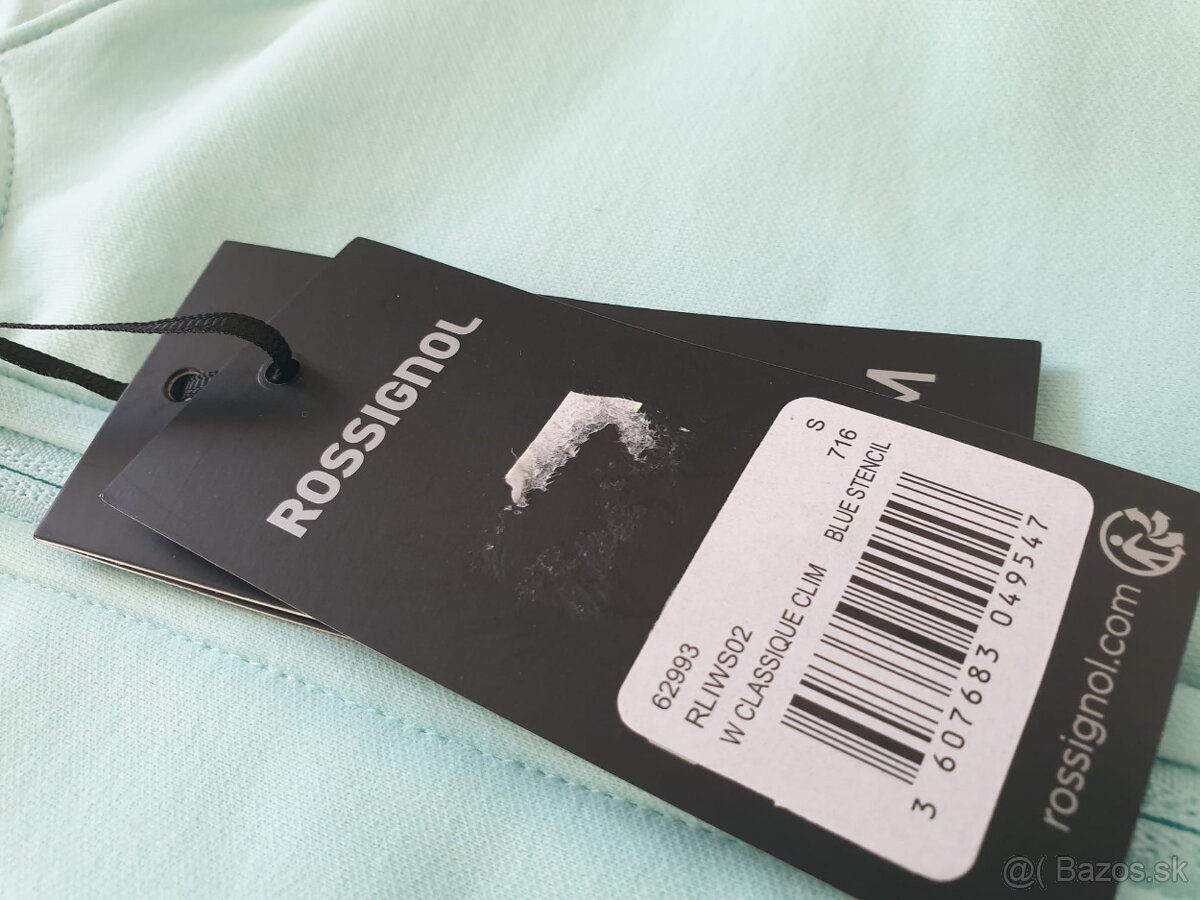 ROSSIGNOL
S
716
BLUE STENCIL
62993
RLIWS02
W CLASSIQUE CLIM
3 607683 049547
rossignol.com
@( Bazos.sk